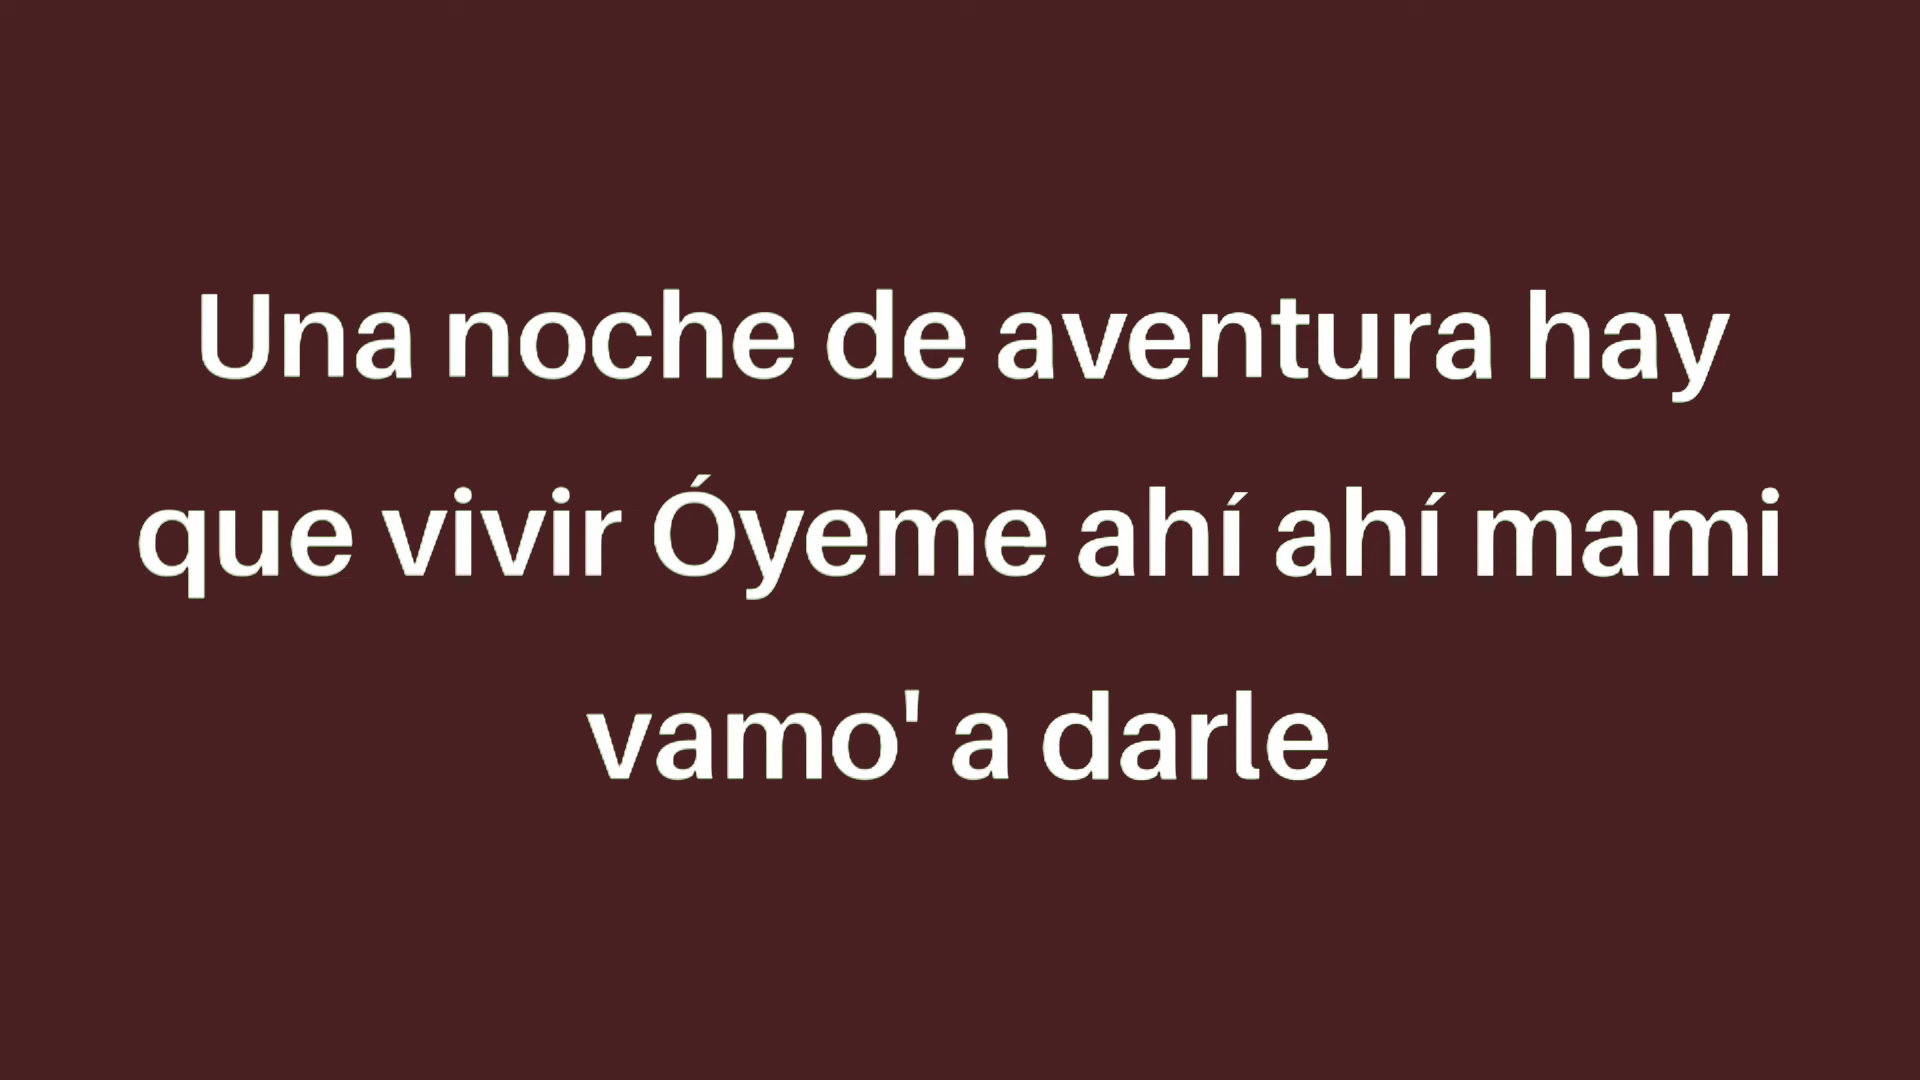 Una noche de aventura hay
que vivir Óyeme ahí ahí mami
vamo' a darle